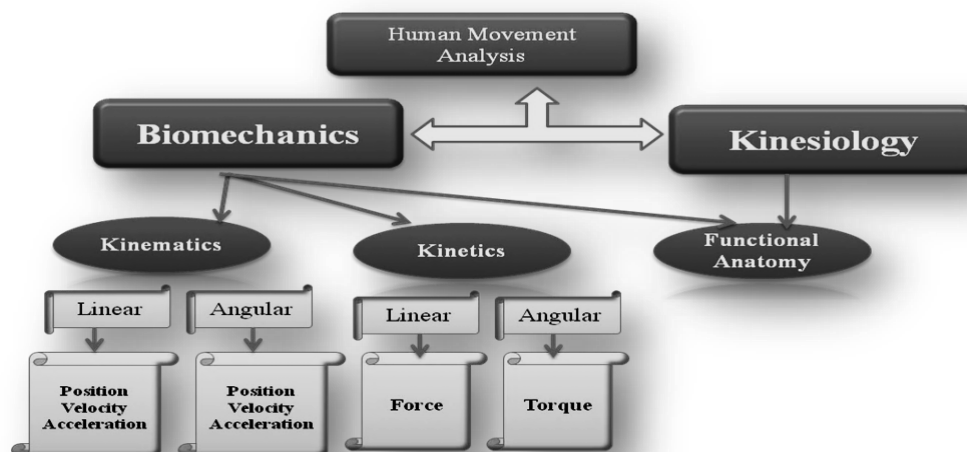 Human Movement
Analysis
Biomechanics
Kinesiology
Kinematics
Kinetics
Functional
Anatomy
Linear
Angular
Linear
Angular
Position
Velocity
Acceleration
Position
Velocity
Acceleration
Force
Torque